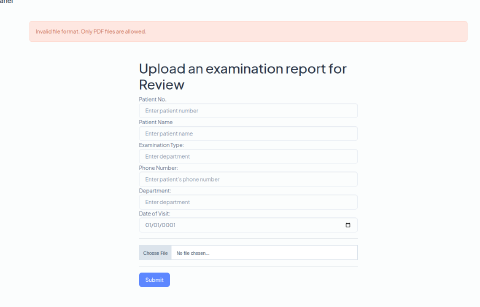 Invalid file format. Only PDF files are allowed.
Upload an examination report for
Review
Patient No.
Enter patient number
Patient Name
Enter patient name
Examination Type:
Enter department
Phone Number:
Enter patient's phone number
Department:
Enter department
Date of Visit:
01/01/0001
Choose File No file chosen...
Submit